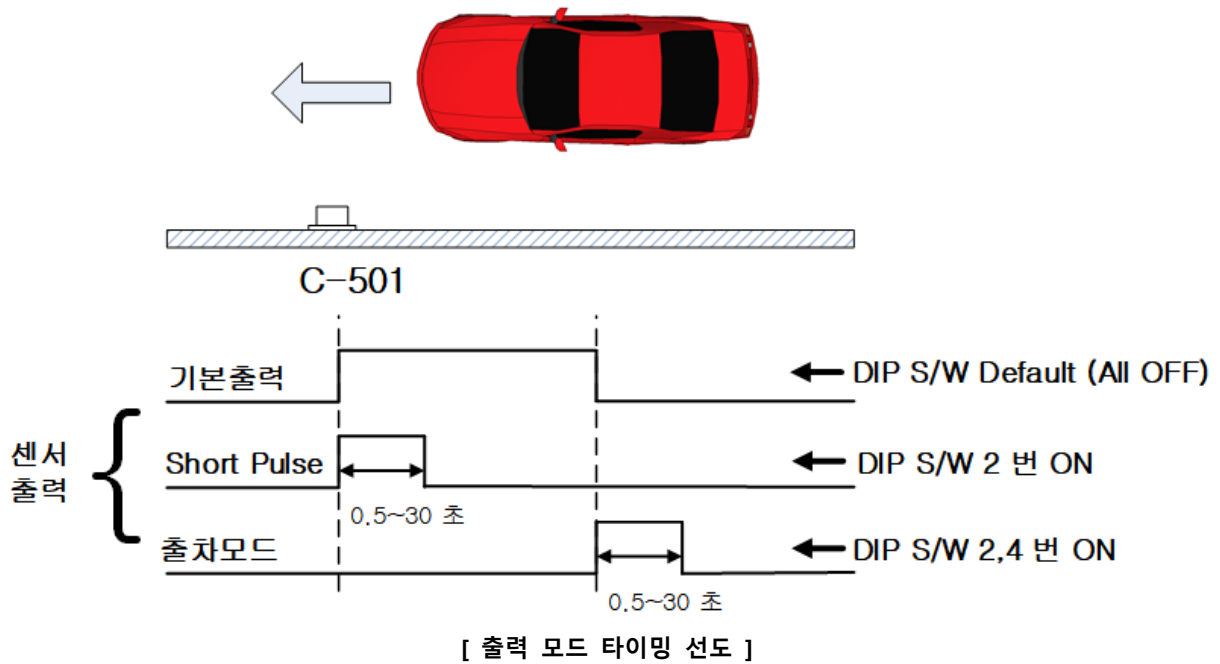 C-501
기본출력
DIP S/W Default (All OFF)
센서
출력
Short Pulse
DIP S/W 2 번 ON
0.5~30 초
출차모드
DIP S/W 2,4 번 ON
0.5~30 초
[ 출력 모드 타이밍 선도 ]